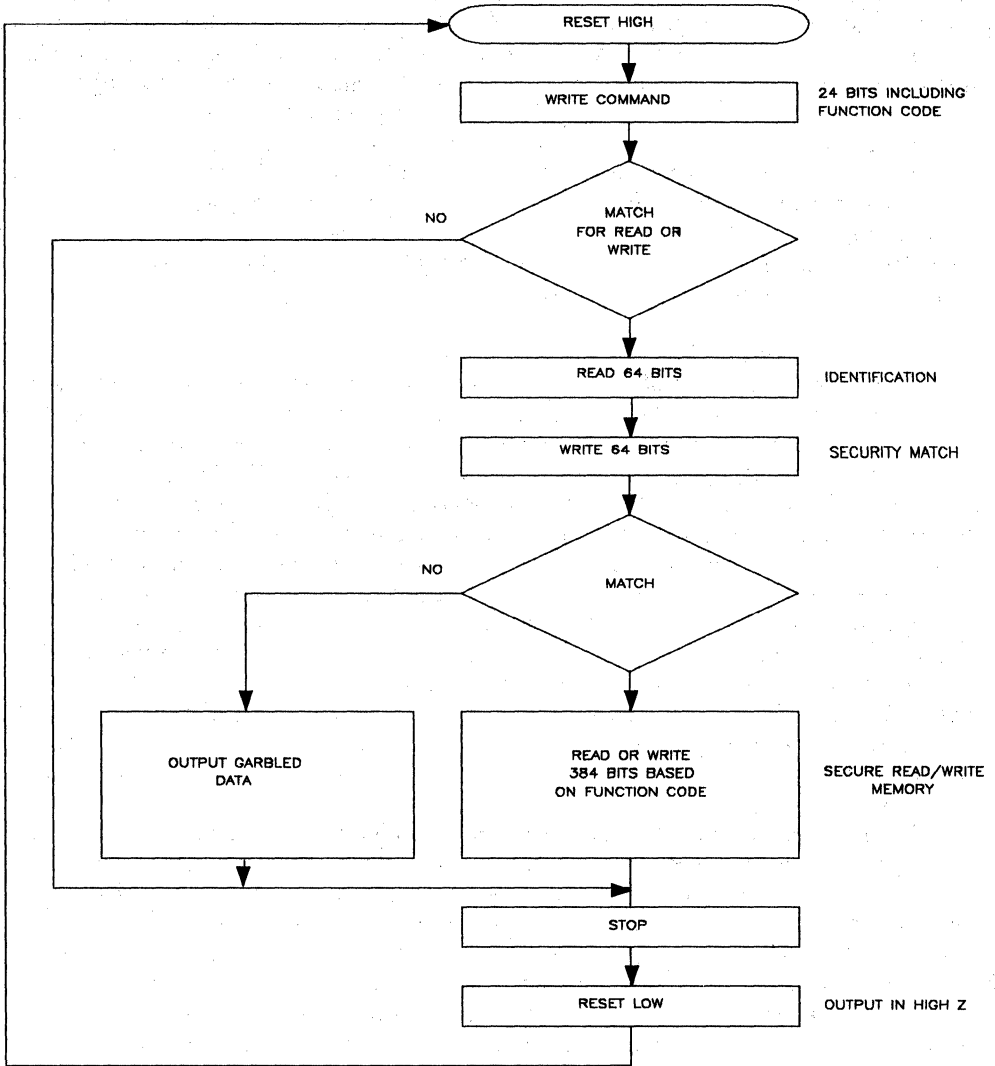 RESET HIGH
WRITE COMMAND
24 BITS INCLUDING
FUNCTION CODE
NO
MATCH
FOR READ OR
WRITE
READ 64 BITS
IDENTIFICATION
WRITE 64 BITS
SECURITY MATCH
NO
MATCH
OUTPUT GARBLED
DATA
READ OR WRITE
384 BITS BASED
ON FUNCTION CODE
SECURE READ/WRITE
MEMORY
STOP
RESET LOW
OUTPUT IN HIGH Z